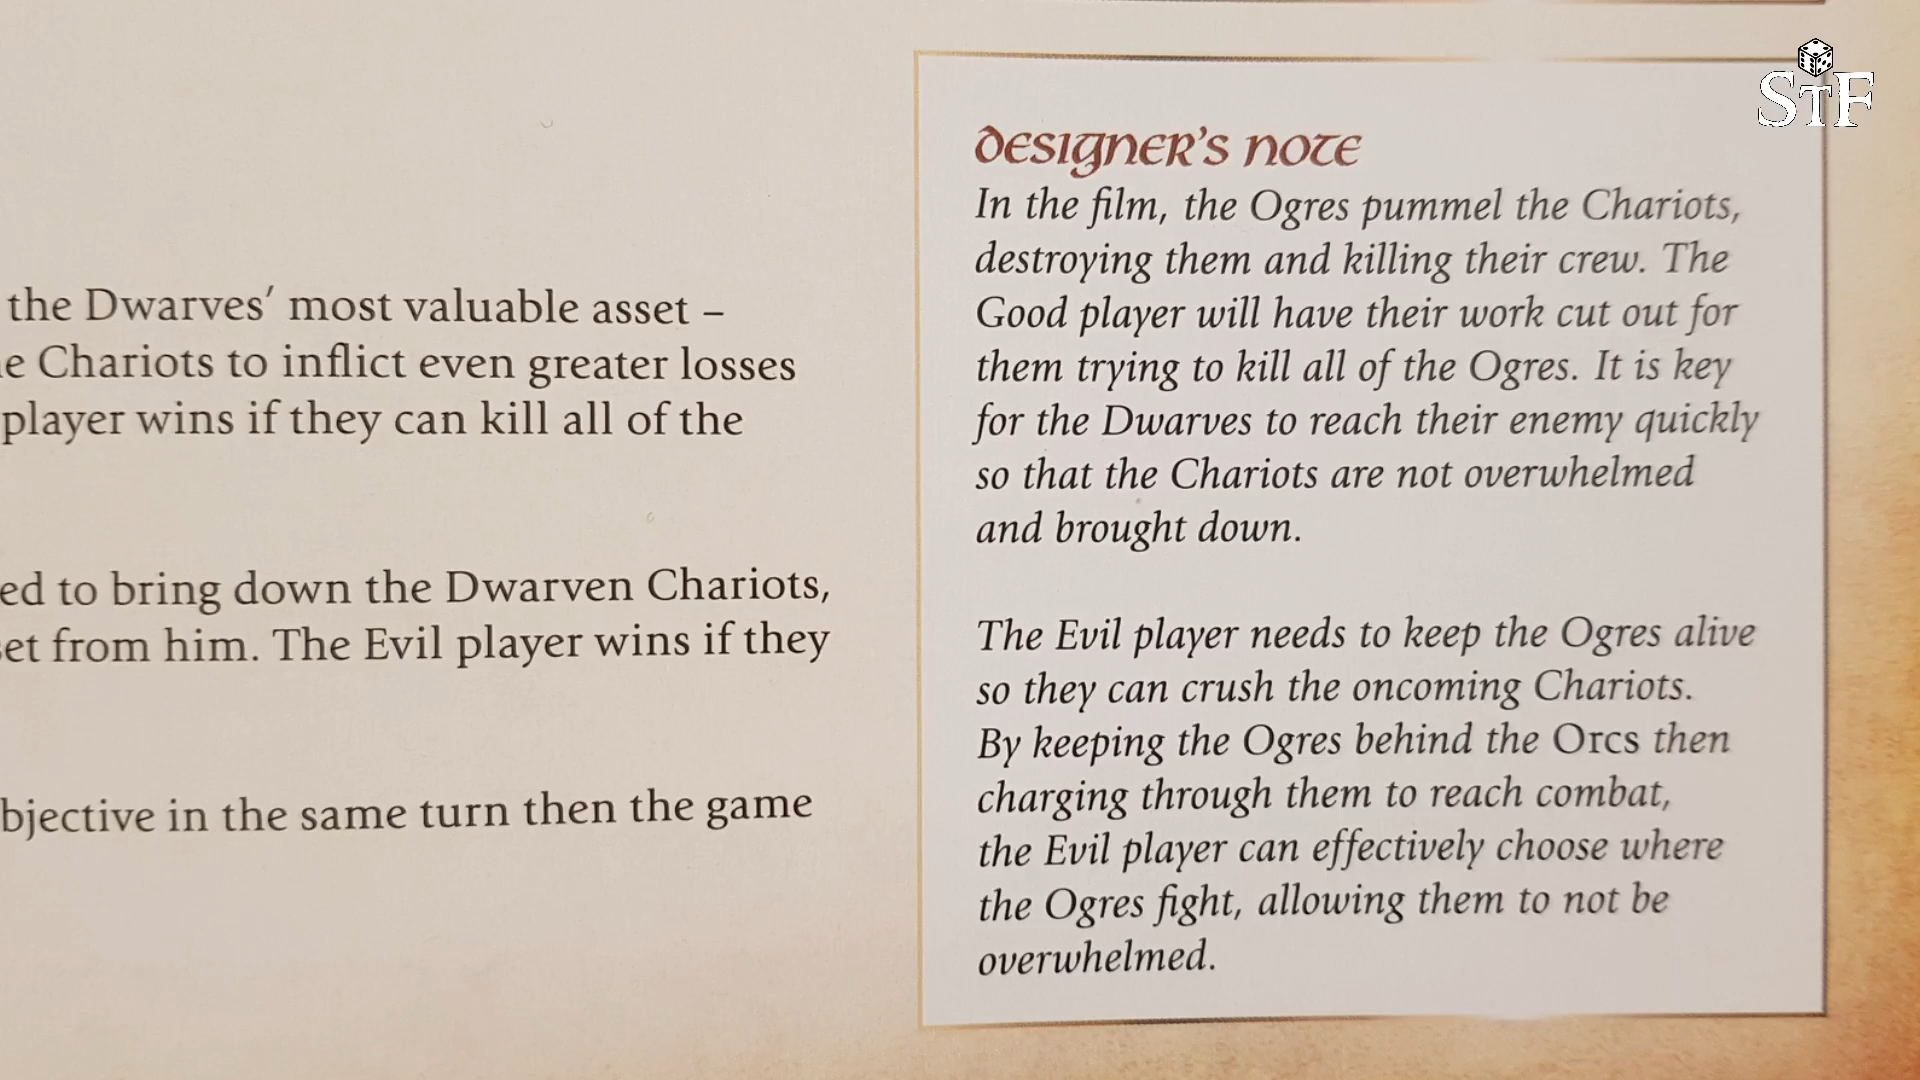 the Dwarves' most valuable asset –
e Chariots to inflict even greater losses
player wins if they can kill all of the
ed to bring down the Dwarven Chariots,
et from him. The Evil player wins if they
bjective in the same turn then the game
STF
DESIGNER'S NOTE
In the film, the Ogres pummel the Chariots,
destroying them and killing their crew. The
Good player will have their work cut out for
them trying to kill all of the Ogres. It is key
for the Dwarves to reach their enemy quickly
so that the Chariots are not overwhelmed
and brought down.
The Evil player needs to keep the Ogres alive
so they can crush the oncoming Chariots.
By keeping the Ogres behind the Orcs then
charging through them to reach combat,
the Evil player can effectively choose where
the Ogres fight, allowing them to not be
overwhelmed.